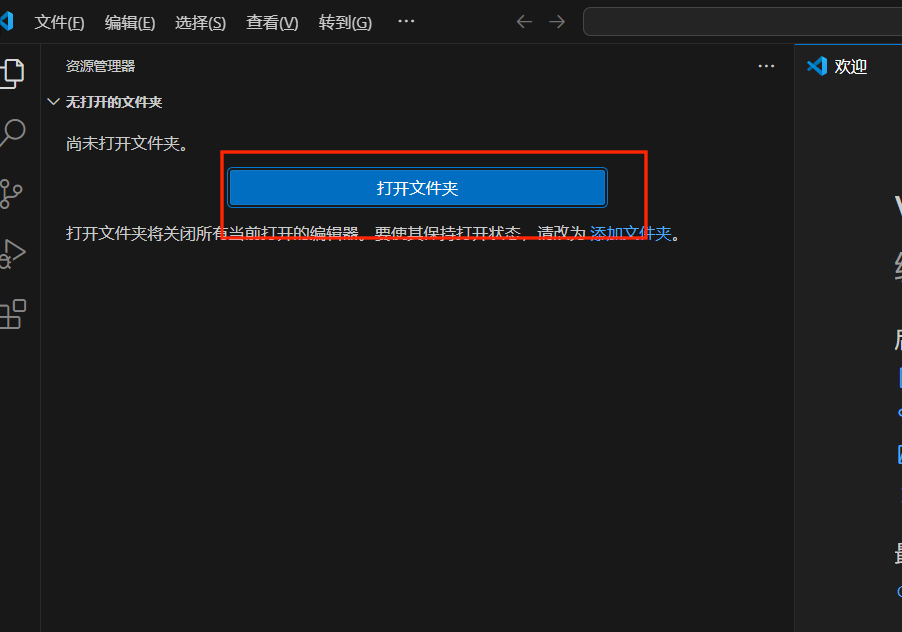 文件(F) 编辑(E) 选择(S) 查看(V) 转到(G) ···
资源管理器 ···
欢迎
无打开的文件夹
尚未打开文件夹。
打开文件夹
打开文件夹将关闭所有当前打开的编辑器。要使其保持打开状态，请改为 添加文件夹。